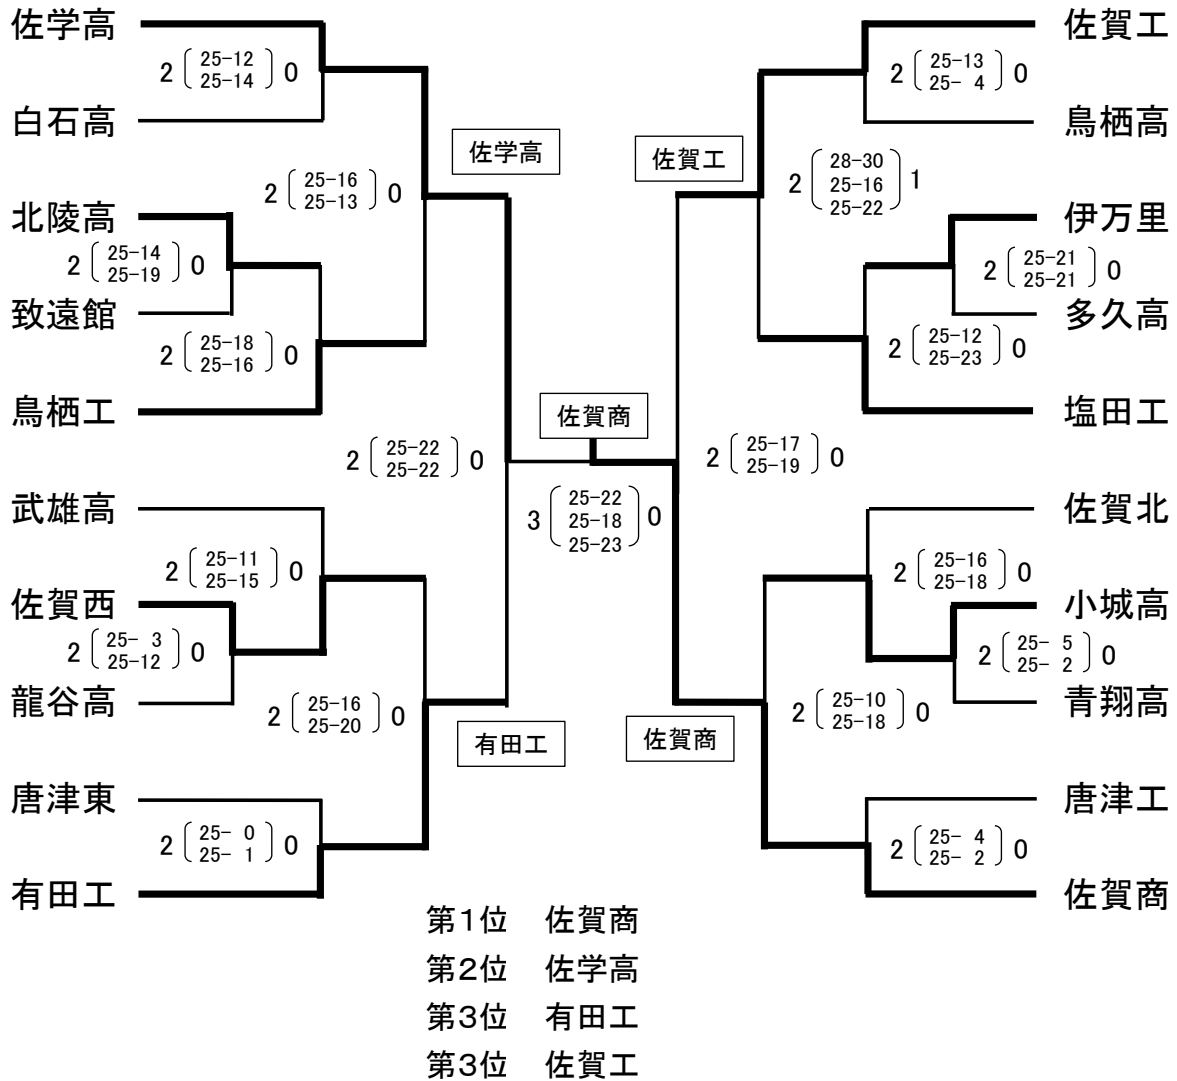 佐学高
2 25-12 0
25-14
白石高
佐学高
2 25-16 0
25-13
北陵高
2 25-14 0
25-19
致遠館
2 25-18 0
25-16
鳥栖工
2 25-22 0
25-22
武雄高
2 25-11 0
25-15
佐賀西
2 25- 3 0
25-12
龍谷高
2 25-16 0
25-20
有田工
唐津東
2 25- 0 0
25- 1
有田工
佐賀商
3 25-22 0
25-18
25-23
佐賀工
2 25-13 0
25- 4
鳥栖高
佐賀工
2 28-30 1
25-16
25-22
伊万里
2 25-21 0
25-21
多久高
2 25-12 0
25-23
塩田工
2 25-17 0
25-19
佐賀北
2 25-16 0
25-18
小城高
2 25- 5 0
25- 2
青翔高
2 25-10 0
25-18
佐賀商
唐津工
2 25- 4 0
25- 2
佐賀商
第1位 佐賀商
第2位 佐学高
第3位 有田工
第3位 佐賀工